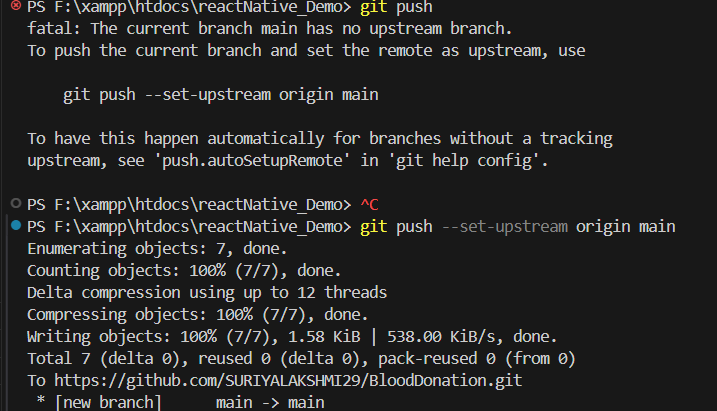 PS F:\xampp\htdocs\reactNative_Demo> git push
fatal: The current branch main has no upstream branch.
To push the current branch and set the remote as upstream, use
git push --set-upstream origin main
To have this happen automatically for branches without a tracking
upstream, see 'push.autoSetupRemote' in 'git help config'.
PS F:\xampp\htdocs\reactNative_Demo> ^C
PS F:\xampp\htdocs\reactNative_Demo> git push --set-upstream origin main
Enumerating objects: 7, done.
Counting objects: 100% (7/7), done.
Delta compression using up to 12 threads
Compressing objects: 100% (7/7), done.
Writing objects: 100% (7/7), 1.58 KiB | 538.00 KiB/s, done.
Total 7 (delta 0), reused 0 (delta 0), pack-reused 0 (from 0)
To https://github.com/SURIYALAKSHMI29/BloodDonation.git
* [new branch] main -> main